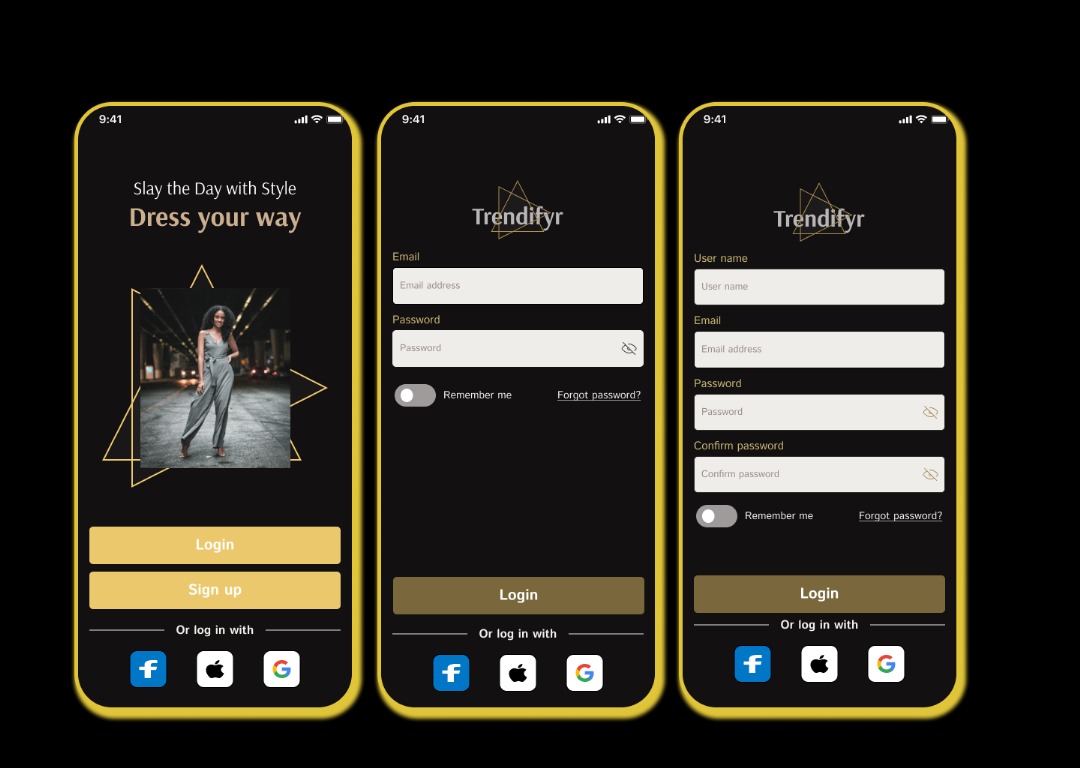 9:41
Slay the Day with Style
Dress your way
Login
Sign up
Or log in with
9:41
Trendifyr
Email
Email address
Password
Password
Remember me Forgot password?
Login
Or log in with
9:41
Trendifyr
User name
User name
Email
Email address
Password
Password
Confirm password
Confirm password
Remember me Forgot password?
Login
Or log in with